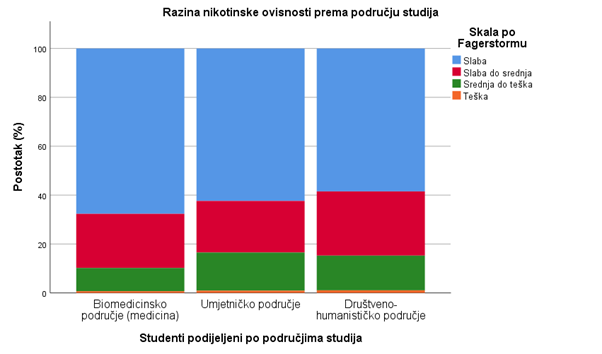 Razina nikotinske ovisnosti prema području studija
Skala po
Fagerstormu
Slaba
Slaba do srednja
Srednja do teška
Teška
Postotak (%)
100
80
60
40
20
0
Biomedicinsko
područje (medicina)
Umjetničko područje
Društveno-
humanističko područje
Studenti podijeljeni po područjima studija